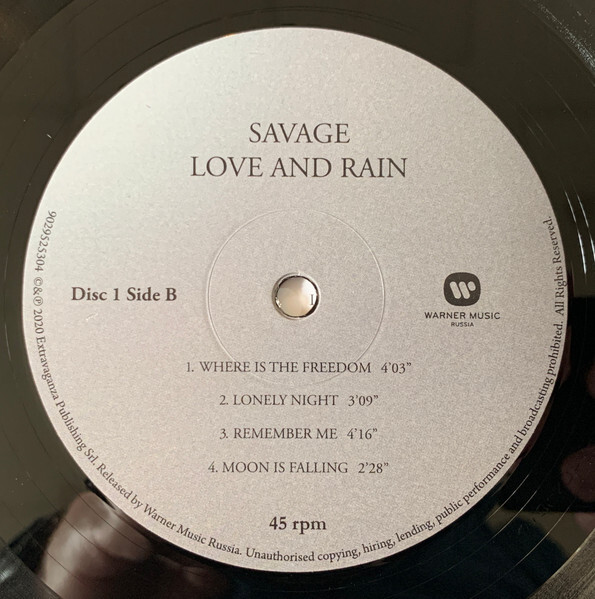 SAVAGE
LOVE AND RAIN
Disc 1 Side B
WARNER MUSIC
RUSSIA
1. WHERE IS THE FREEDOM 4'03"
2. LONELY NIGHT 3'09"
3. REMEMBER ME 4'16"
4. MOON IS FALLING 2'28"
45 rpm
9029525304 ©&℗ 2020 Extravaganza Publishing Srl. Released by Warner Music Russia. Unauthorised copying, hiring, lending, public performance and broadcasting prohibited. All Rights Reserved.